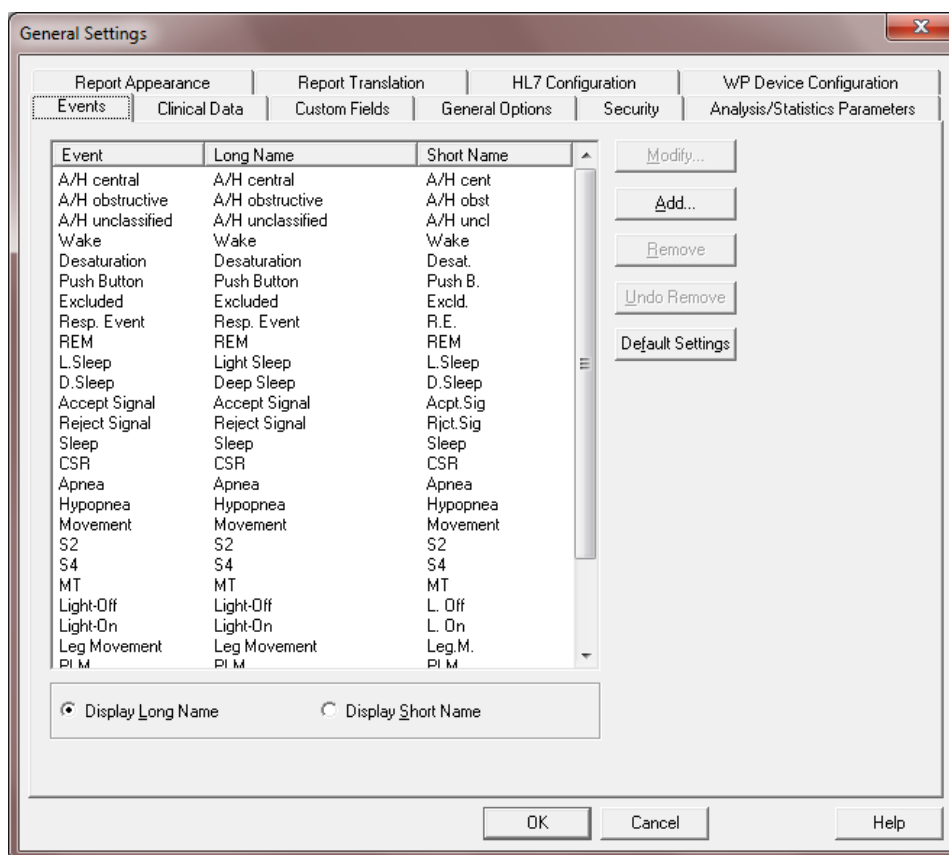 General Settings
Report Appearance Report Translation HL7 Configuration WP Device Configuration
Events Clinical Data Custom Fields General Options Security Analysis/Statistics Parameters
Event Long Name Short Name Modify...
A/H central A/H central A/H cent
A/H obstructive A/H obstructive A/H obst Add...
A/H unclassified A/H unclassified A/H uncl
Wake Wake Wake Remove
Desaturation Desaturation Desat.
Push Button Push Button Push B.
Excluded Excluded Excld. Undo Remove
Resp. Event Resp. Event R.E.
REM REM REM Default Settings
L.Sleep Light Sleep L.Sleep
D.Sleep Deep Sleep D.Sleep
Accept Signal Accept Signal Acpt.Sig
Reject Signal Reject Signal Rjct.Sig
Sleep Sleep Sleep
CSR CSR CSR
Apnea Apnea Apnea
Hypopnea Hypopnea Hypopnea
Movement Movement Movement
S2 S2 S2
S4 S4 S4
MT MT MT
Light-Off Light-Off L. Off
Light-On Light-On L. On
Leg Movement Leg Movement Leg.M.
PLM PLM PLM
Display Long Name Display Short Name
OK Cancel Help